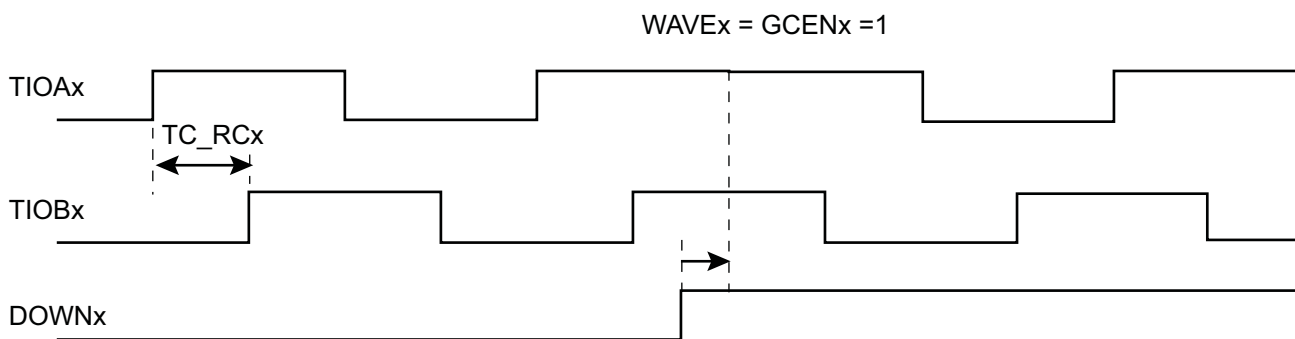 WAVEx = GCENx =1
TIOAx
TC_RCx
TIOBx
DOWNx